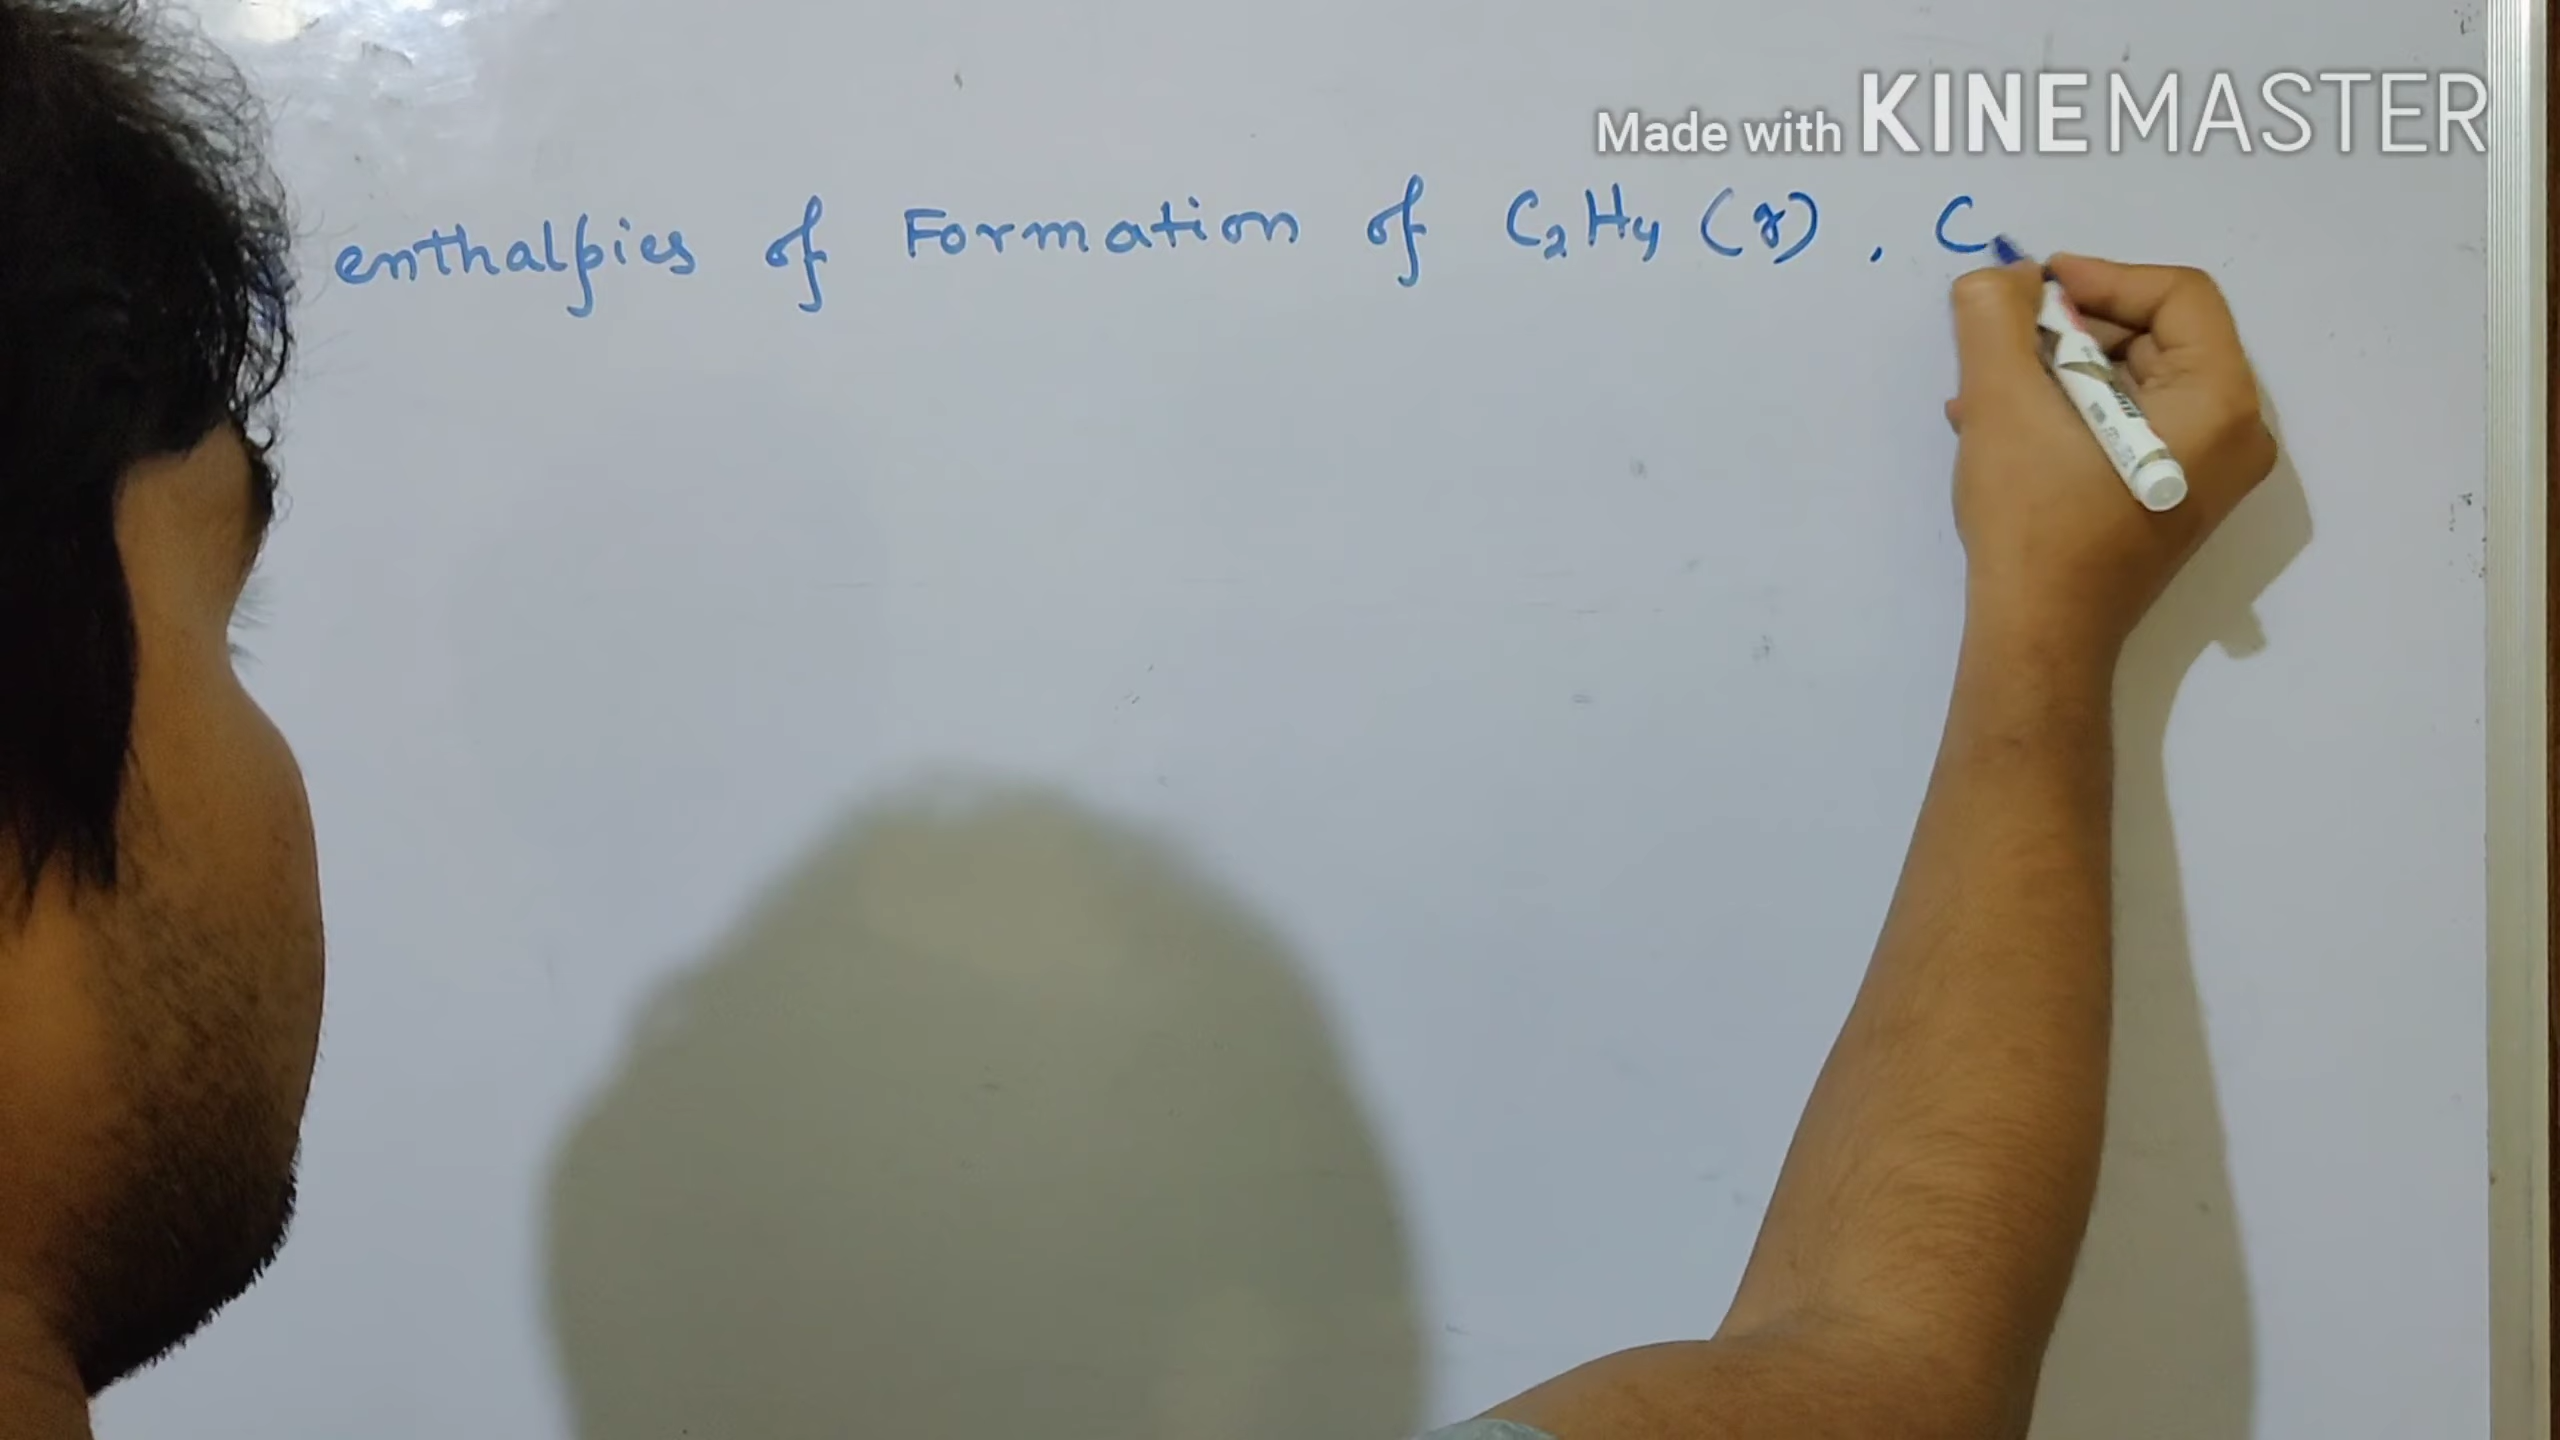 Made with KINEMASTER
enthalpies of Formation of C₂H₄ (g), C